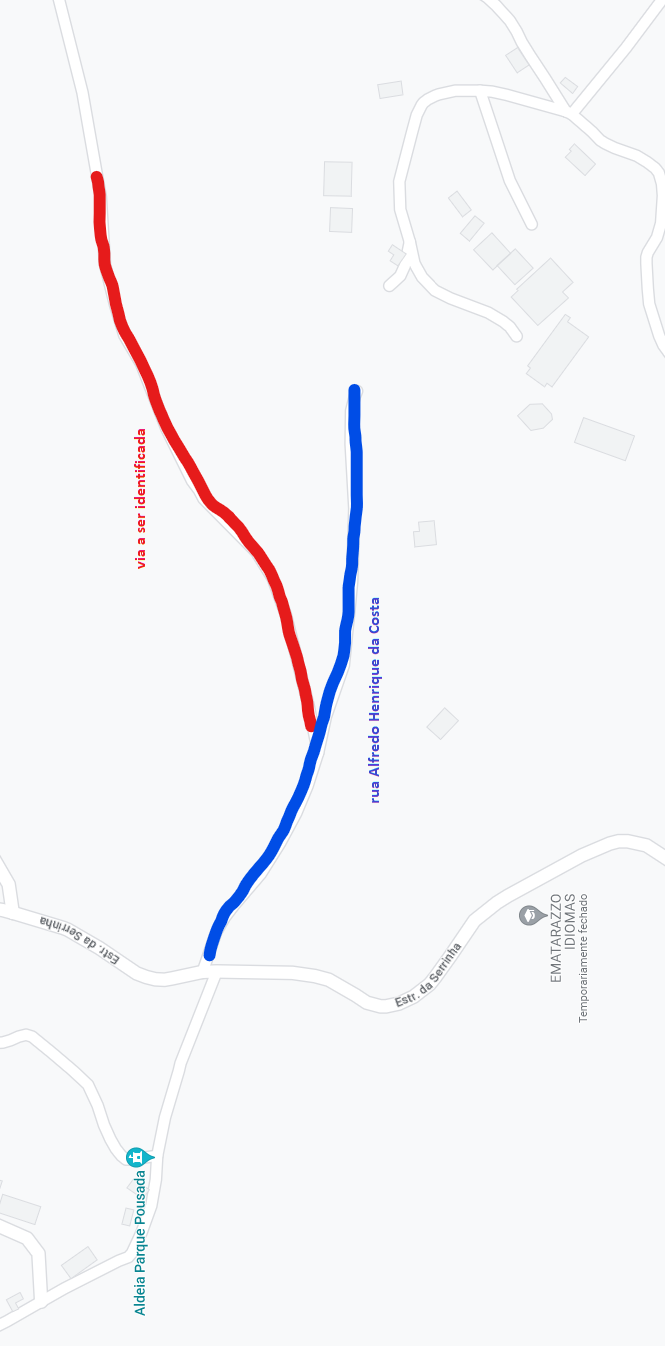 via a ser identificada
rua Alfredo Henrique da Costa
Estr. da Serrinha
Estr. da Serrinha
EMATARAZZO
IDIOMAS
Temporariamente fechado
Aldeia Parque Pousada